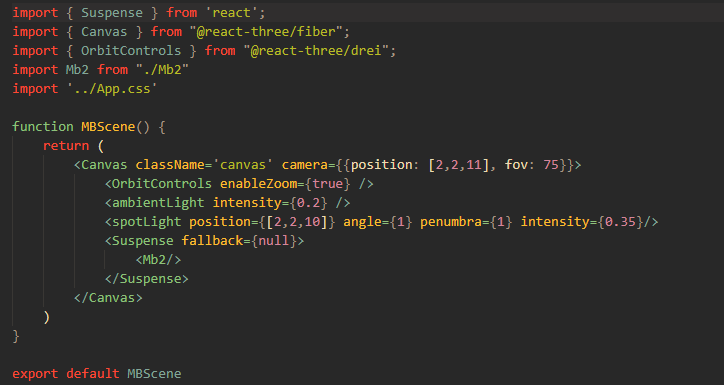 import { Suspense } from 'react';
import { Canvas } from "@react-three/fiber";
import { OrbitControls } from "@react-three/drei";
import Mb2 from "./Mb2"
import '../App.css'

function MBScene() {
    return (
        <Canvas className='canvas' camera={{position: [2,2,11], fov: 75}}>
            <OrbitControls enableZoom={true} />
            <ambientLight intensity={0.2} />
            <spotLight position={[2,2,10]} angle={1} penumbra={1} intensity={0.35}/>
            <Suspense fallback={null}>
                <Mb2/>
            </Suspense>
        </Canvas>
    )
}

export default MBScene